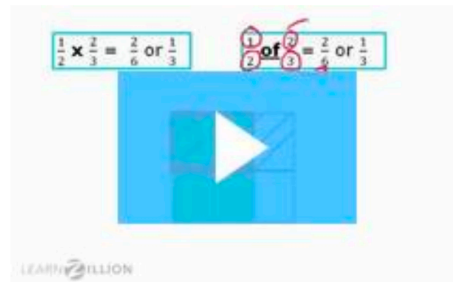 1/2 x 2/3 = 2/6 or 1/3
1/2 of 2/3 = 2/6 or 1/3
LEARNZILLION